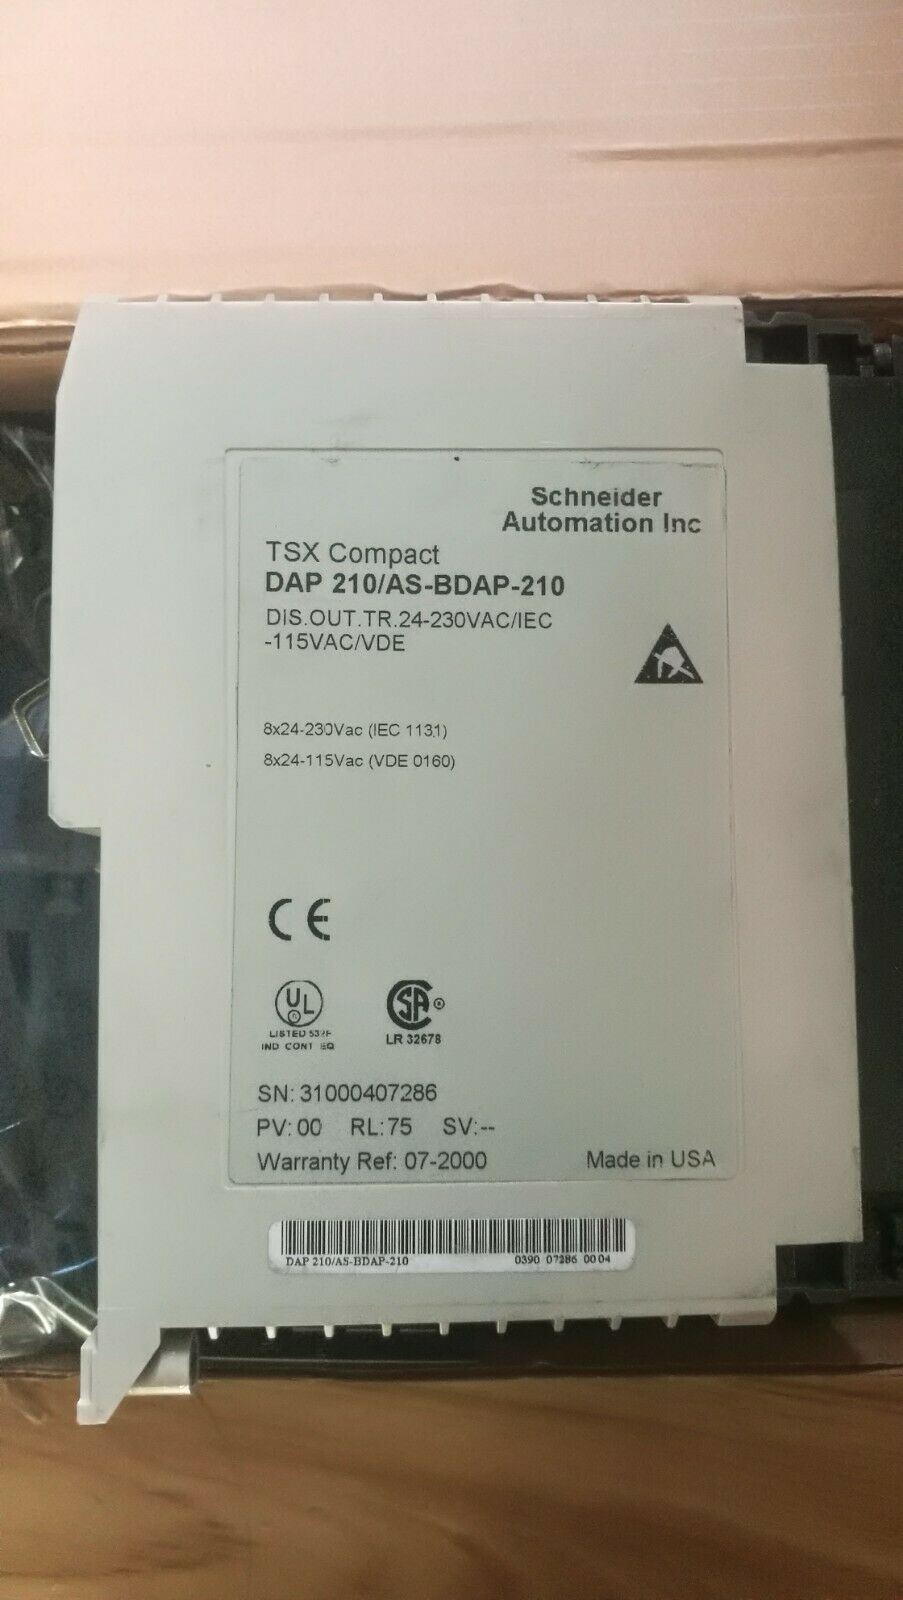 Schneider
Automation Inc
TSX Compact
DAP 210/AS-BDAP-210
DIS.OUT.TR.24-230VAC/IEC
-115VAC/VDE
8x24-230Vac (IEC 1131)
8x24-115Vac (VDE 0160)
CE
UL
LISTED
IND CONT EQ
SA
LR 32678
SN: 31000407286
PV: 00 RL: 75 SV:--
Warranty Ref: 07-2000 Made in USA
DAP 210/AS-BDAP-210 0390 07286 0004